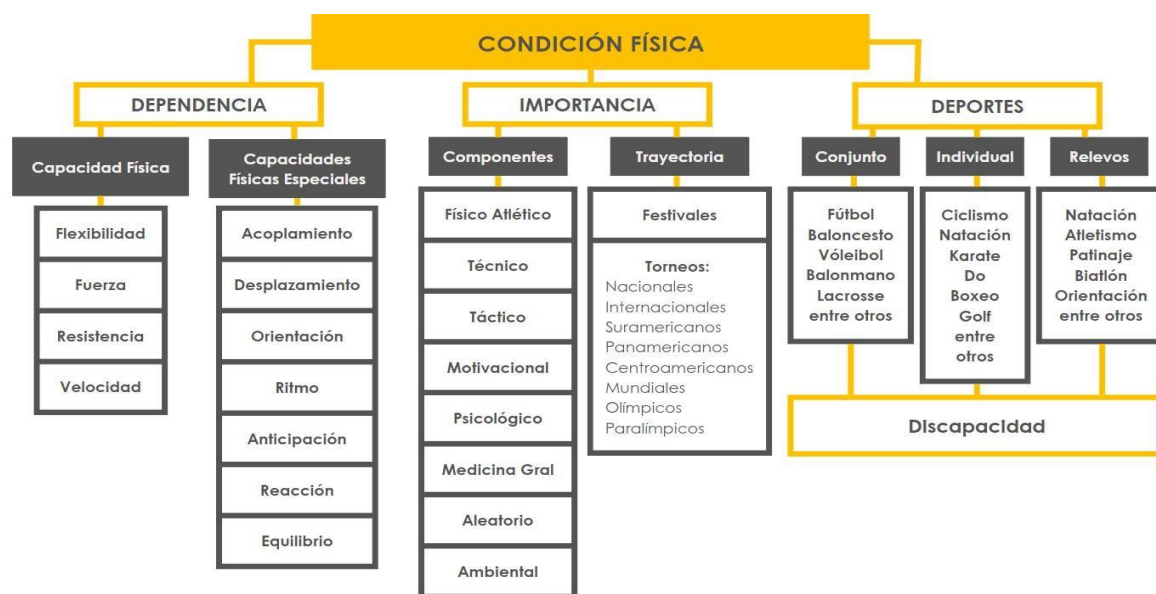 CONDICIÓN FÍSICA
DEPENDENCIA
Capacidad Física
Flexibilidad
Fuerza
Resistencia
Velocidad
Capacidades
Físicas Especiales
Acoplamiento
Desplazamiento
Orientación
Ritmo
Anticipación
Reacción
Equilibrio
IMPORTANCIA
Componentes
Físico Atlético
Técnico
Táctico
Motivacional
Psicológico
Medicina Gral
Aleatorio
Ambiental
Trayectoria
Festivales
Torneos:
Nacionales
Internacionales
Suramericanos
Panamericanos
Centroamericanos
Mundiales
Olímpicos
Paralímpicos
DEPORTES
Conjunto
Fútbol
Baloncesto
Vóleibol
Balonmano
Lacrosse
entre otros
Individual
Ciclismo
Natación
Karate
Do
Boxeo
Golf
entre
otros
Relevos
Natación
Atletismo
Patinaje
Biatlón
Orientación
entre otros
Discapacidad